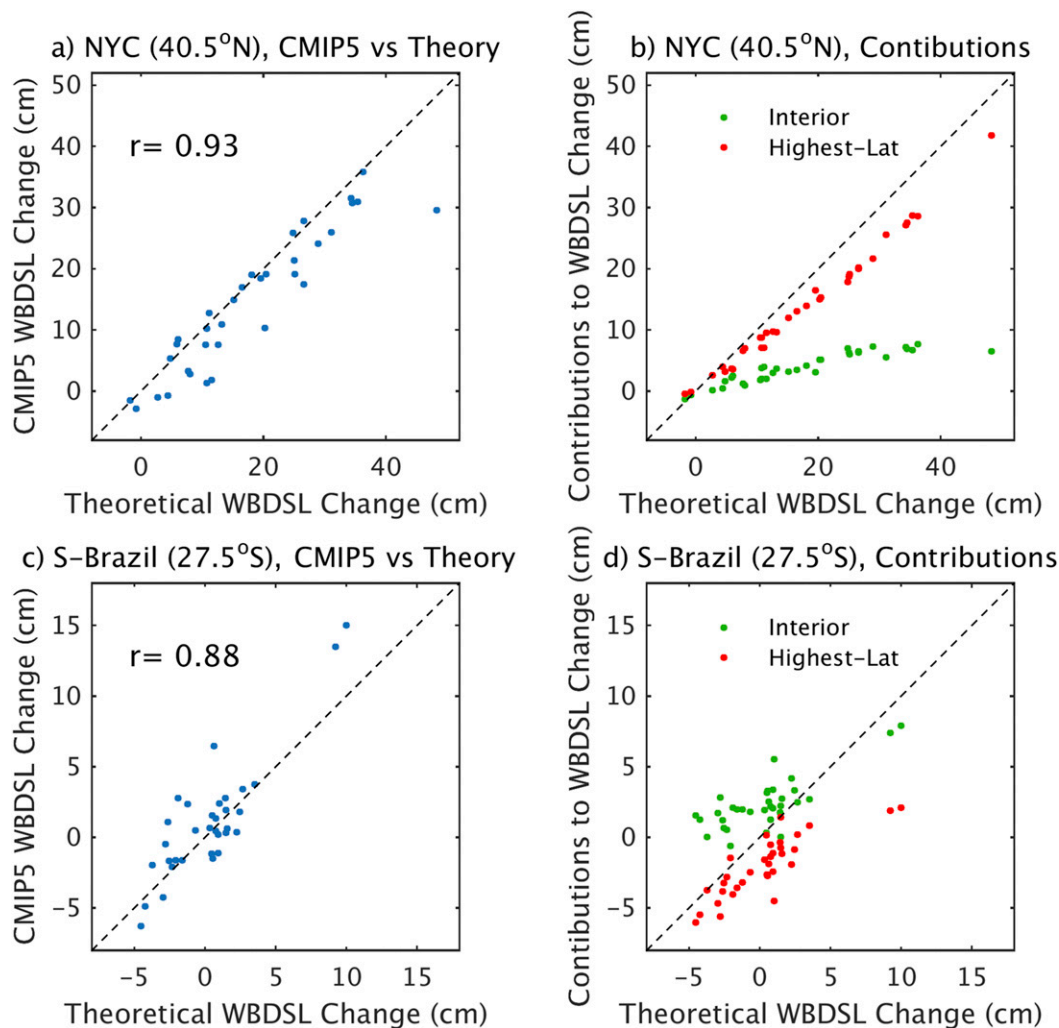 a) NYC (40.5°N), CMIP5 vs Theory
CMIP5 WBDSL Change (cm)
50
40
30
20
10
0
r= 0.93
0 20 40
Theoretical WBDSL Change (cm)
b) NYC (40.5°N), Contibutions
Contributions to WBDSL Change (cm)
50
40
30
20
10
0
Interior
Highest-Lat
0 20 40
Theoretical WBDSL Change (cm)
c) S-Brazil (27.5°S), CMIP5 vs Theory
CMIP5 WBDSL Change (cm)
15
10
5
0
-5
r= 0.88
-5 0 5 10 15
Theoretical WBDSL Change (cm)
d) S-Brazil (27.5°S), Contributions
Contibutions to WBDSL Change (cm)
15
10
5
0
-5
Interior
Highest-Lat
-5 0 5 10 15
Theoretical WBDSL Change (cm)